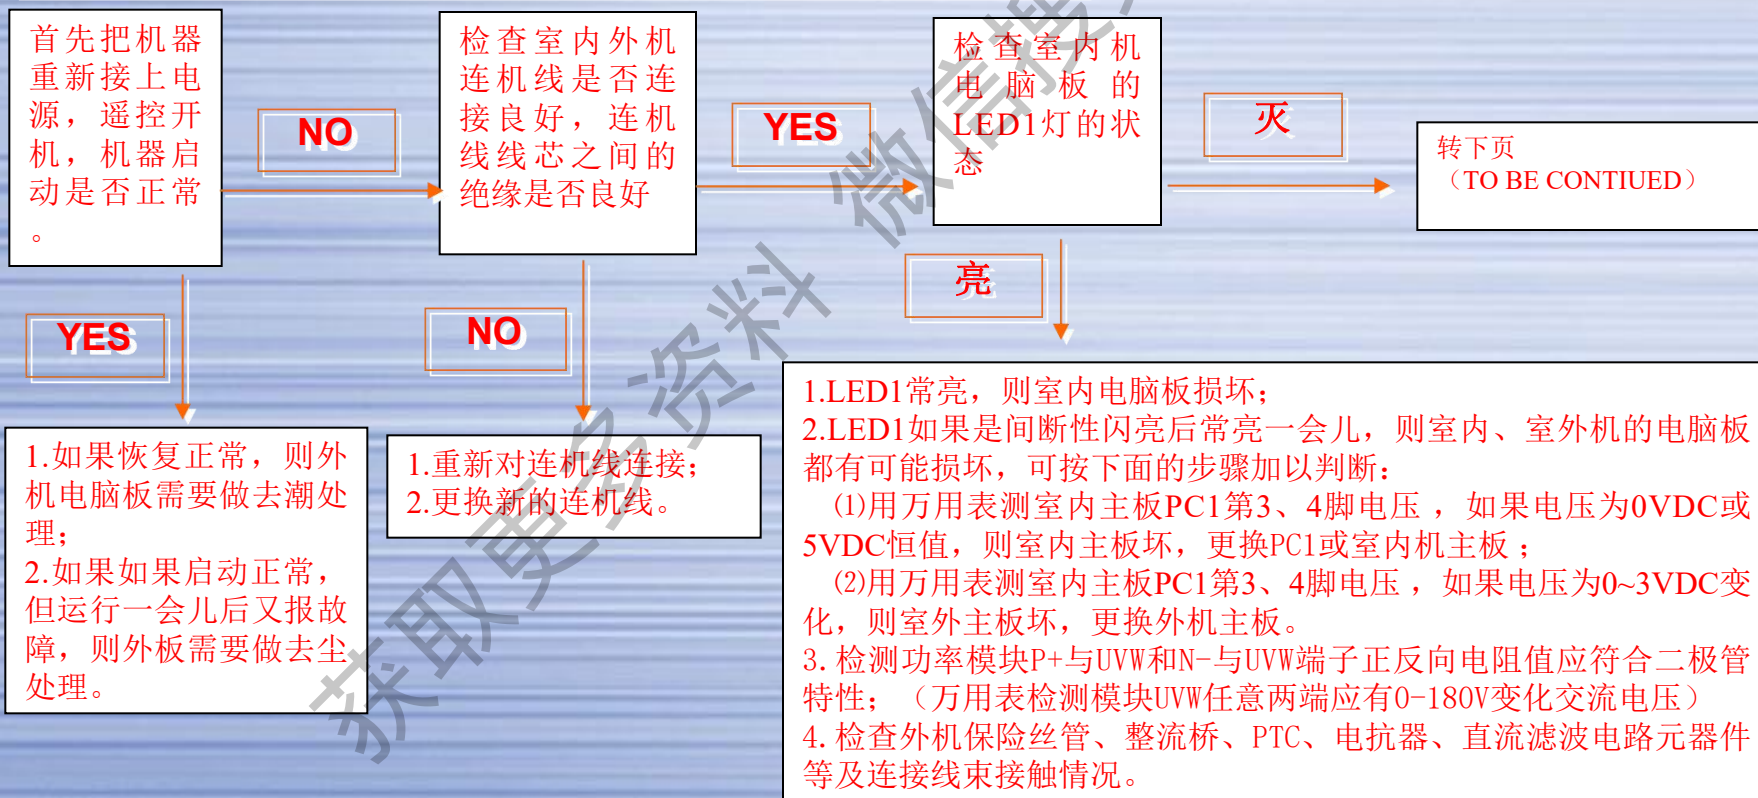 首先把机器
重新接上电
源，遥控开
机，机器启
动是否正常
。
NO
检查室内外机
连机线是否连
接良好，连机
线线芯之间的
绝缘是否良好
YES
检查室内机
电脑板的
LED1灯的状
态
灭
转下页
（TO BE CONTIUED）
YES
NO
亮
1.如果恢复正常，则外
机电脑板需要做去潮处
理；
2.如果如果启动正常，
但运行一会儿后又报故
障，则外板需要做去尘
处理。
1.重新对连机线连接；
2.更换新的连机线。
1.LED1常亮，则室内电脑板损坏；
2.LED1如果是间断性闪亮后常亮一会儿，则室内、室外机的电脑板
都有可能损坏，可按下面的步骤加以判断：
⑴用万用表测室内主板PC1第3、4脚电压 ，如果电压为0VDC或
5VDC恒值，则室内主板坏，更换PC1或室内机主板 ；
⑵用万用表测室内主板PC1第3、4脚电压 ，如果电压为0~3VDC变
化，则室外主板坏，更换外机主板。
3.检测功率模块P+与UVW和N-与UVW端子正反向电阻值应符合二极管
特性；（万用表检测模块UVW任意两端应有0-180V变化交流电压）
4.检查外机保险丝管、整流桥、PTC、电抗器、直流滤波电路元器件
等及连接线束接触情况。
获取更多资料 微信搜